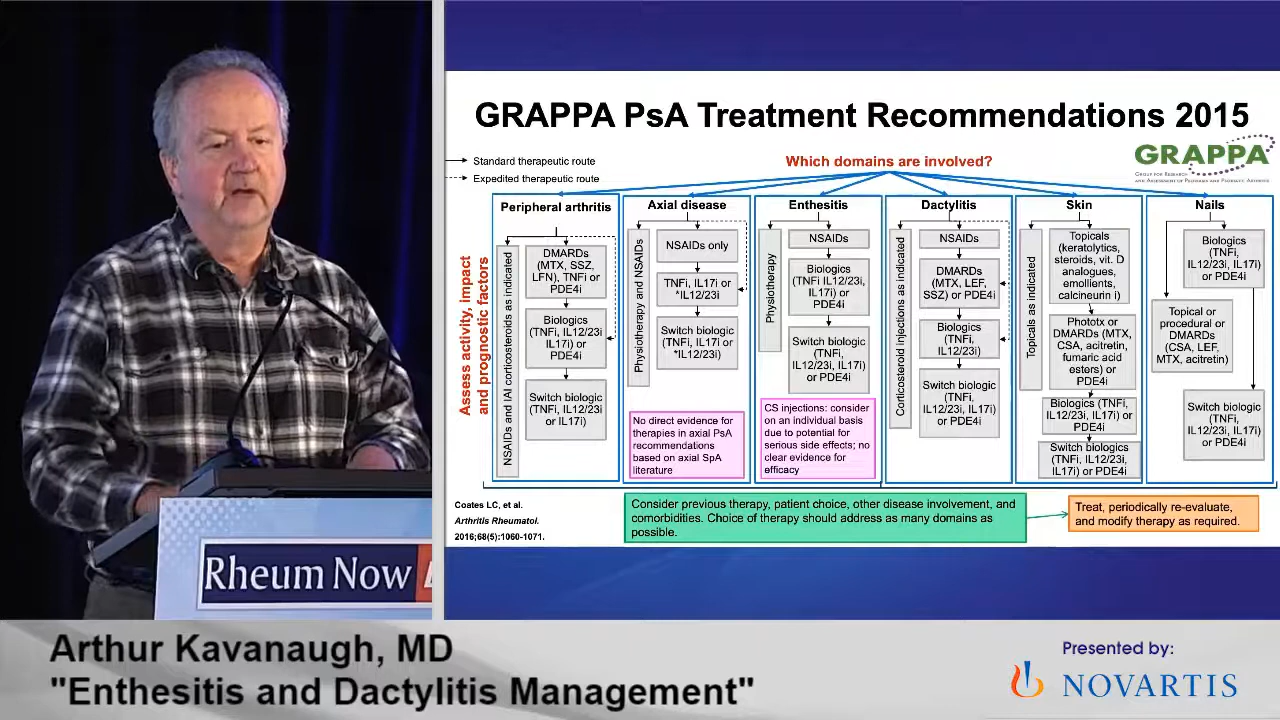 GRAPPA PsA Treatment Recommendations 2015
Standard therapeutic route
Expedited therapeutic route
Which domains are involved?
GRAPPA
GROUP FOR RESEARCH
AND ASSESSMENT OF PSORIASIS AND PSORIATIC ARTHRITIS
Assess activity, impact
and prognostic factors
Peripheral arthritis
NSAIDs and IAI corticosteroids as indicated
DMARDs
(MTX, SSZ,
LFN), TNFi or
PDE4i
Biologics
(TNFi, IL12/23i
IL17i) or
PDE4i
Switch biologic
(TNFi, IL12/23i
or IL17i)
Axial disease
Physiotherapy and NSAIDs
NSAIDs only
TNFi, IL17i or
*IL12/23i
Switch biologic
(TNFi, IL17i or
*IL12/23i)
No direct evidence for
therapies in axial PsA
recommendations
based on axial SpA
literature
Enthesitis
Physiotherapy
NSAIDs
Biologics
(TNFi IL12/23i,
IL17i) or
PDE4i
Switch biologic
(TNFi,
IL12/23i, IL17i)
or PDE4i
CS injections: consider
on an individual basis
due to potential for
serious side effects; no
clear evidence for
efficacy
Dactylitis
Corticosteroid injections as indicated
NSAIDs
DMARDs
(MTX, LEF,
SSZ) or PDE4i
Biologics
(TNFi,
IL12/23i)
Switch biologic
(TNFi,
IL12/23i, IL17i)
or PDE4i
Skin
Topicals as indicated
Topicals
(keratolytics,
steroids, vit. D
analogues,
emollients,
calcineurin i)
Phototx or
DMARDs (MTX,
CSA, acitretin,
fumaric acid
esters) or
PDE4i
Biologics (TNFi,
IL12/23i, IL17i) or
PDE4i
Switch biologics
(TNFi, IL12/23i,
IL17i) or PDE4i
Nails
Biologics
(TNFi,
IL12/23i, IL17i)
or PDE4i
Topical or
procedural or
DMARDs
(CSA, LEF,
MTX, acitretin)
Switch biologic
(TNFi,
IL12/23i, IL17i)
or PDE4i
Coates LC, et al.
Arthritis Rheumatol.
2016;68(5):1060-1071.
Consider previous therapy, patient choice, other disease involvement, and
comorbidities. Choice of therapy should address as many domains as
possible.
Treat, periodically re-evaluate,
and modify therapy as required.
Rheum Now
Arthur Kavanaugh, MD
"Enthesitis and Dactylitis Management"
Presented by:
NOVARTIS